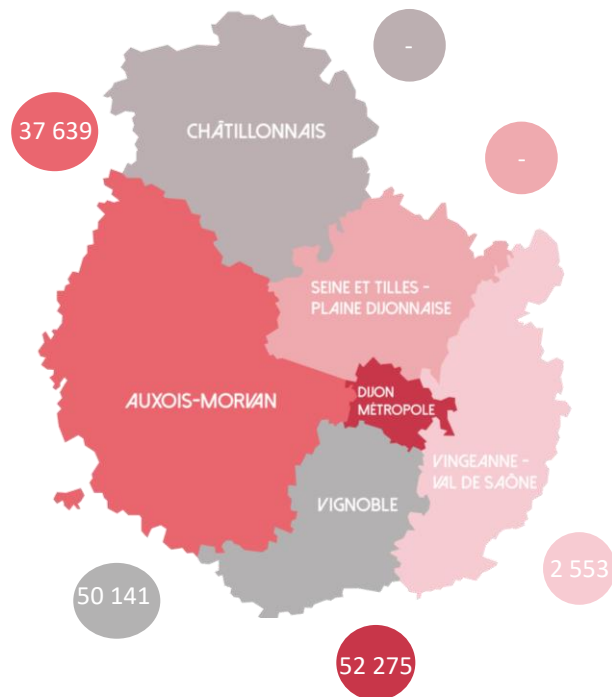 -
37 639
CHÂTILLONNAIS
-
SEINE ET TILLES -
PLAINE DIJONNAISE
AUXOIS-MORVAN
DIJON
MÉTROPOLE
VINGEANNE -
VAL DE SAÔNE
VIGNOBLE
2 553
50 141
52 275